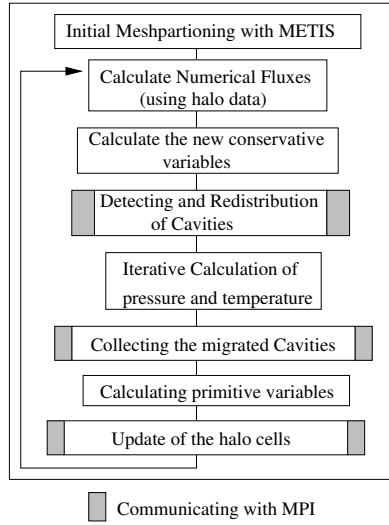 Initial Meshpartioning with METIS
Calculate Numerical Fluxes
(using halo data)
Calculate the new conservative
variables
Detecting and Redistribution
of Cavities
Iterative Calculation of
pressure and temperature
Collecting the migrated Cavities
Calculating primitive variables
Update of the halo cells
Communicating with MPI